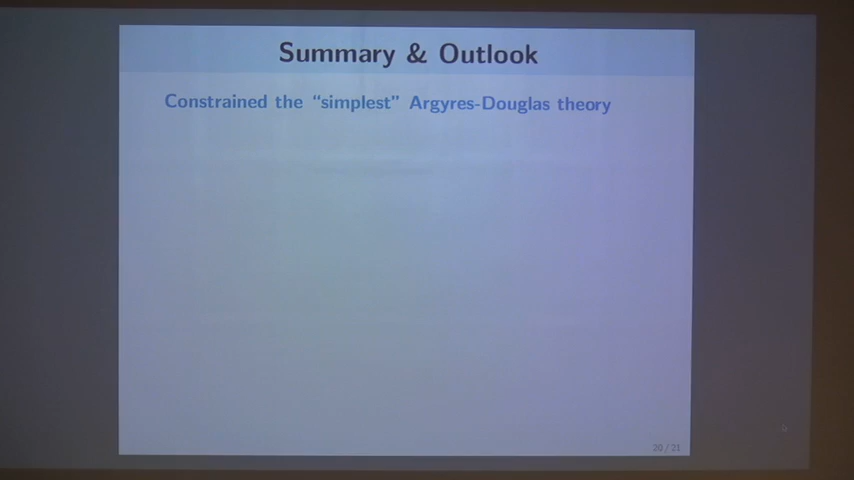 Summary & Outlook
Constrained the “simplest” Argyres-Douglas theory
20 / 21